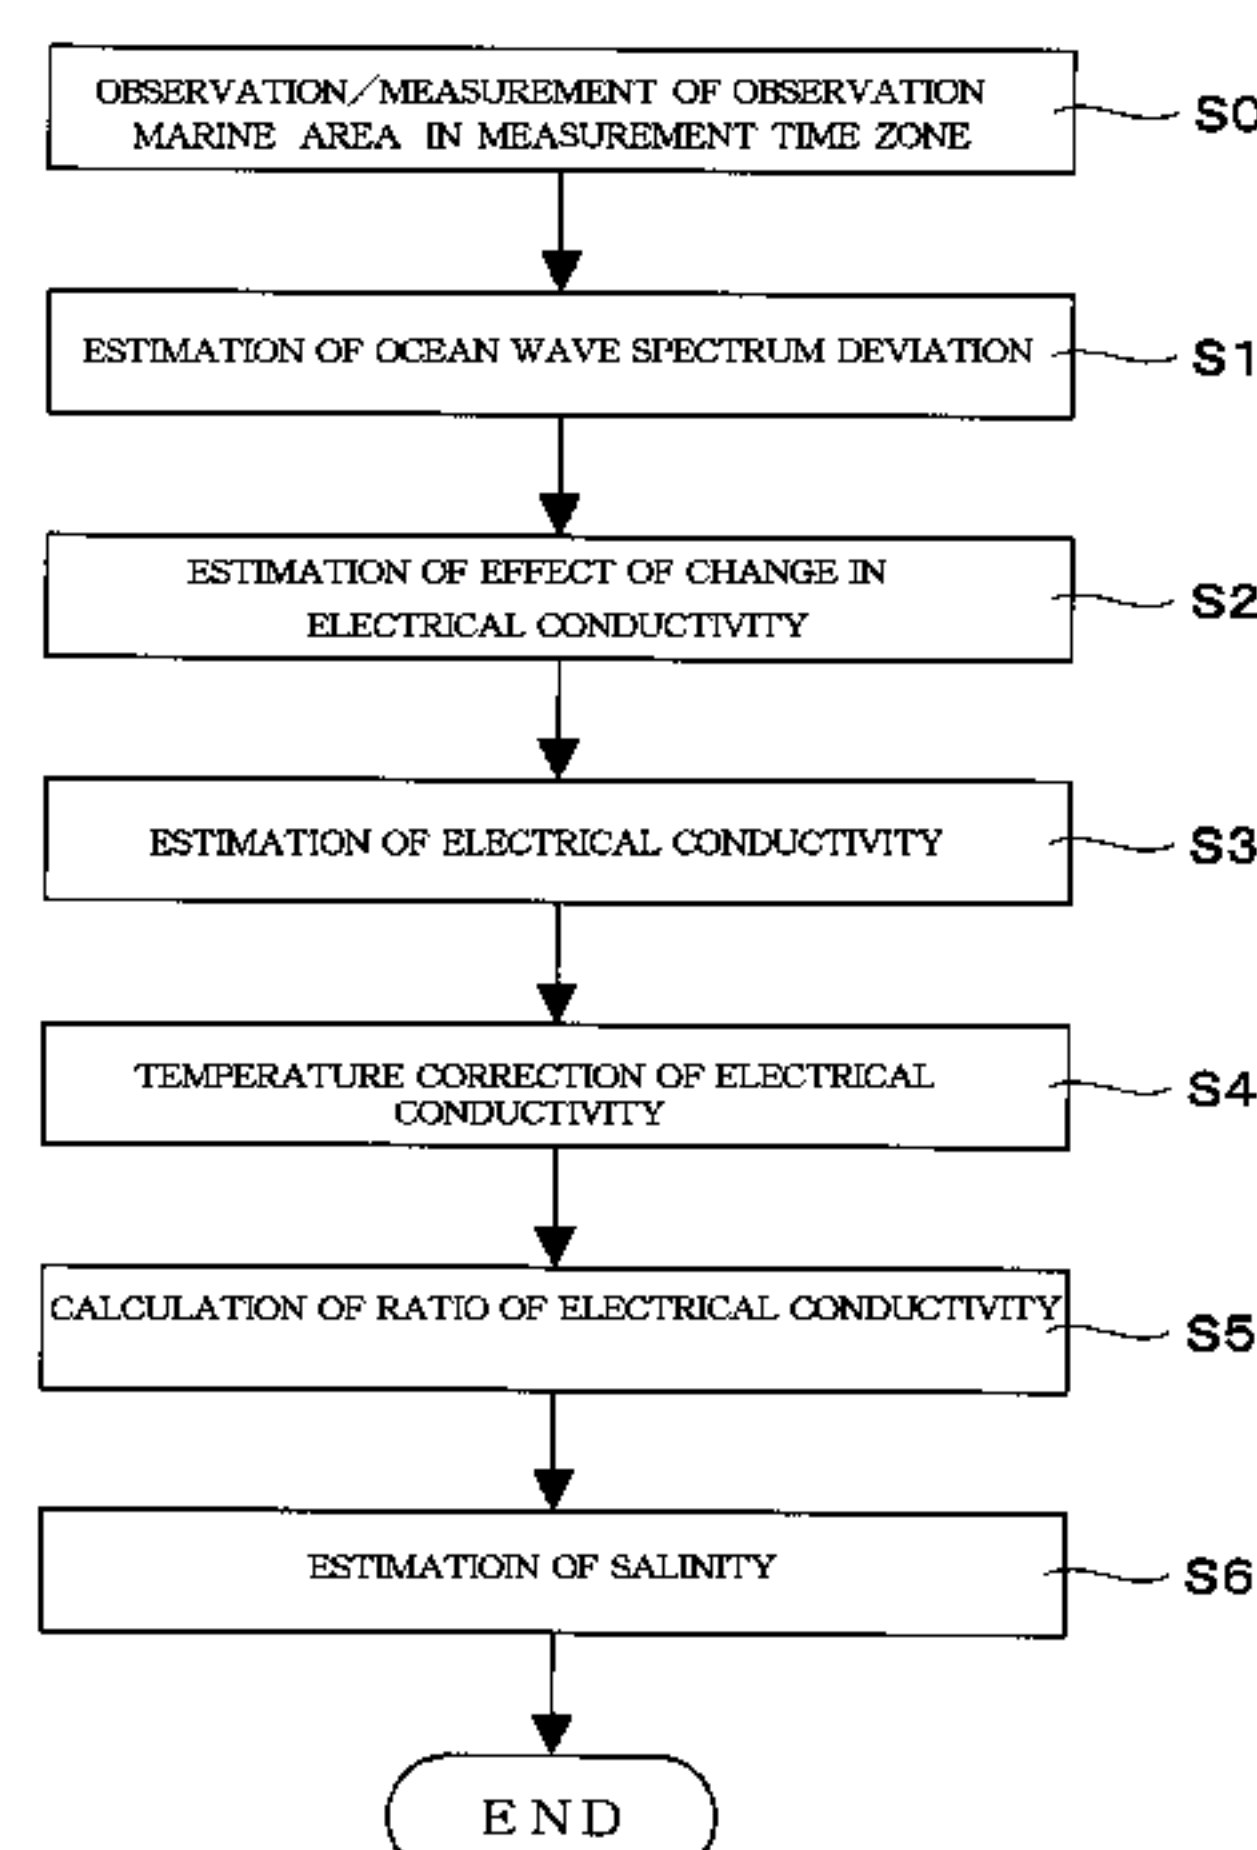 OBSERVATION/MEASUREMENT OF OBSERVATION
MARINE AREA IN MEASUREMENT TIME ZONE
S0
ESTIMATION OF OCEAN WAVE SPECTRUM DEVIATION
S1
ESTIMATION OF EFFECT OF CHANGE IN
ELECTRICAL CONDUCTIVITY
S2
ESTIMATION OF ELECTRICAL CONDUCTIVITY
S3
TEMPERATURE CORRECTION OF ELECTRICAL
CONDUCTIVITY
S4
CALCULATION OF RATIO OF ELECTRICAL CONDUCTIVITY
S5
ESTIMATIOIN OF SALINITY
S6
END